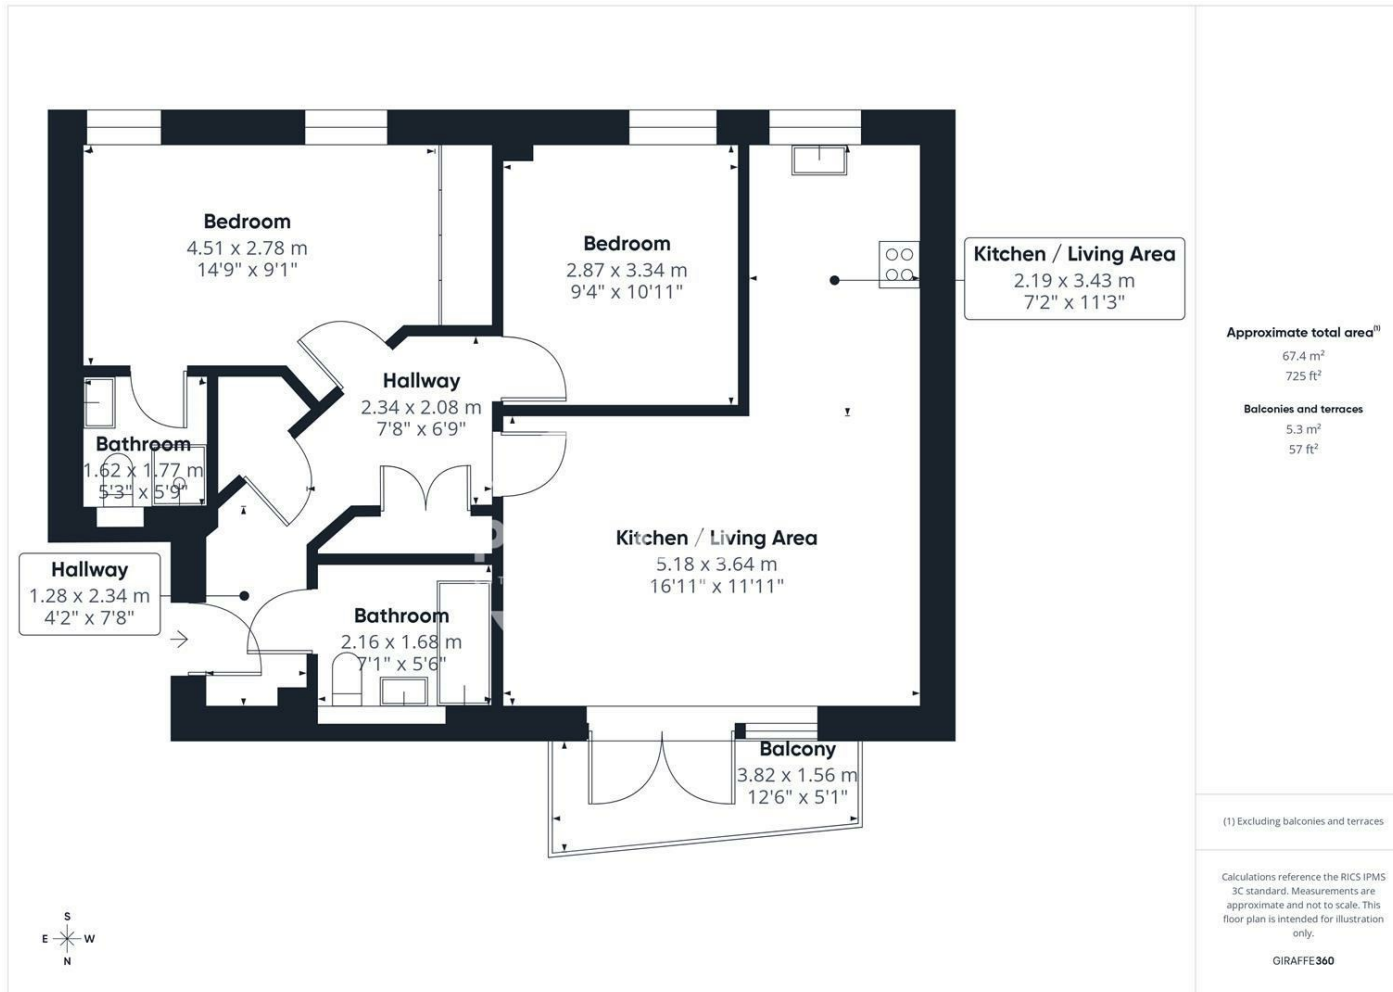 Bedroom
4.51 x 2.78 m
14'9" x 9'1"
Bedroom
2.87 x 3.34 m
9'4" x 10'11"
Kitchen / Living Area
2.19 x 3.43 m
7'2" x 11'3"
Hallway
2.34 x 2.08 m
7'8" x 6'9"
Bathroom
1.62 x 1.77 m
5'3" x 5'9"
Kitchen / Living Area
5.18 x 3.64 m
16'11" x 11'11"
Hallway
1.28 x 2.34 m
4'2" x 7'8"
Bathroom
2.16 x 1.68 m
7'1" x 5'6"
Balcony
3.82 x 1.56 m
12'6" x 5'1"
S
E W
N
Approximate total area(1)
67.4 m²
725 ft²
Balconies and terraces
5.3 m²
57 ft²
(1) Excluding balconies and terraces
Calculations reference the RICS IPMS
3C standard. Measurements are
approximate and not to scale. This
floor plan is intended for illustration
only.
GIRAFFE360